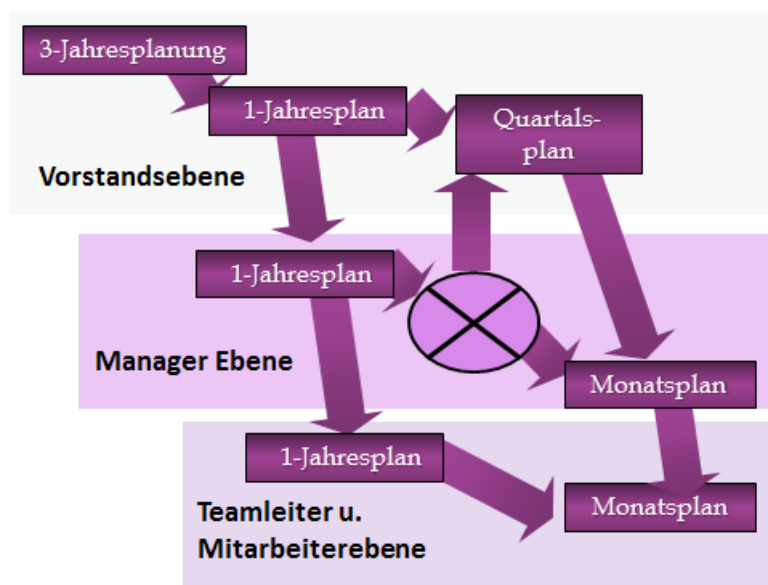 3-Jahresplanung
1-Jahresplan
Quartals-
plan
Vorstandsebene
1-Jahresplan
Manager Ebene
Monatsplan
1-Jahresplan
Monatsplan
Teamleiter u.
Mitarbeiterebene